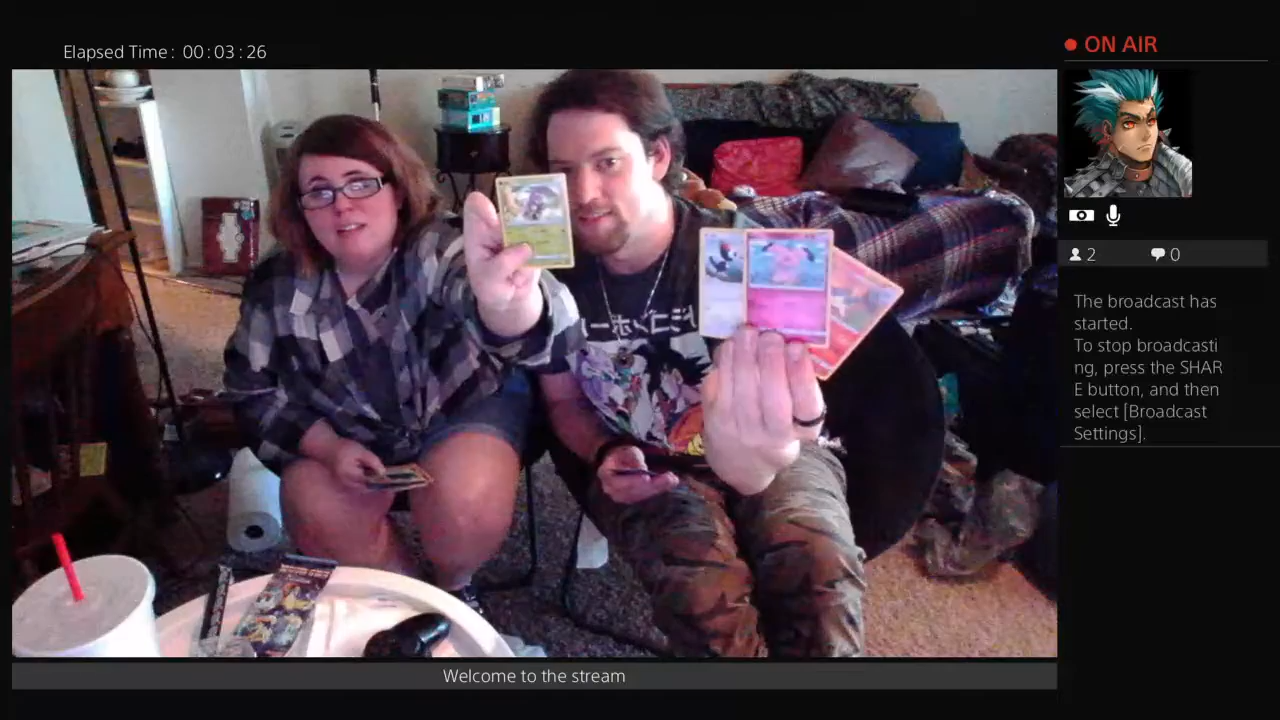 Elapsed Time: 00:03:26
ON AIR
2
0
The broadcast has
started.
To stop broadcasti
ng, press the SHAR
E button, and then
select [Broadcast
Settings].
Welcome to the stream